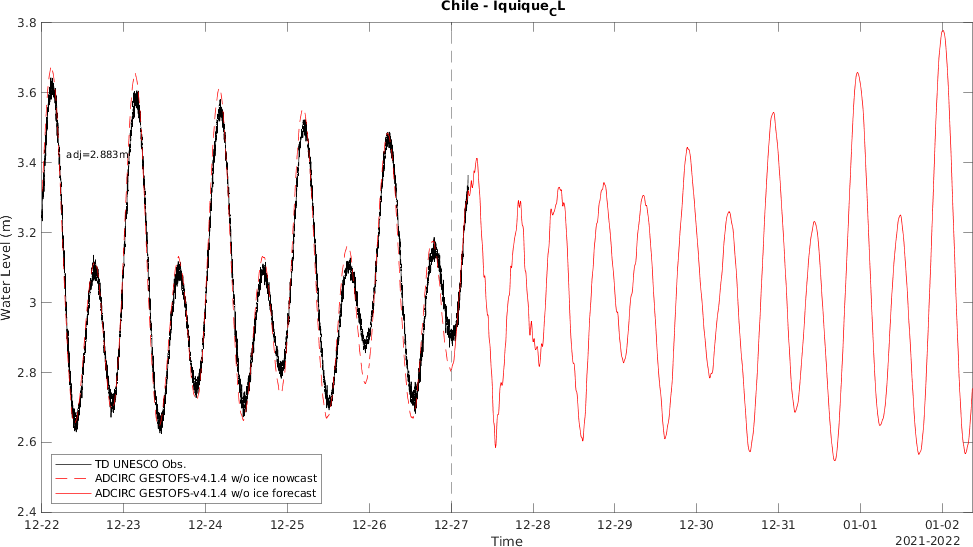 Chile - Iquique_CL
3.8
3.6
3.4
3.2
3
2.8
2.6
2.4
Water Level (m)
adj=2.883m
TD UNESCO Obs.
ADCIRC GESTOFS-v4.1.4 w/o ice nowcast
ADCIRC GESTOFS-v4.1.4 w/o ice forecast
12-22 12-23 12-24 12-25 12-26 12-27 12-28 12-29 12-30 12-31 01-01 01-02
Time
2021-2022